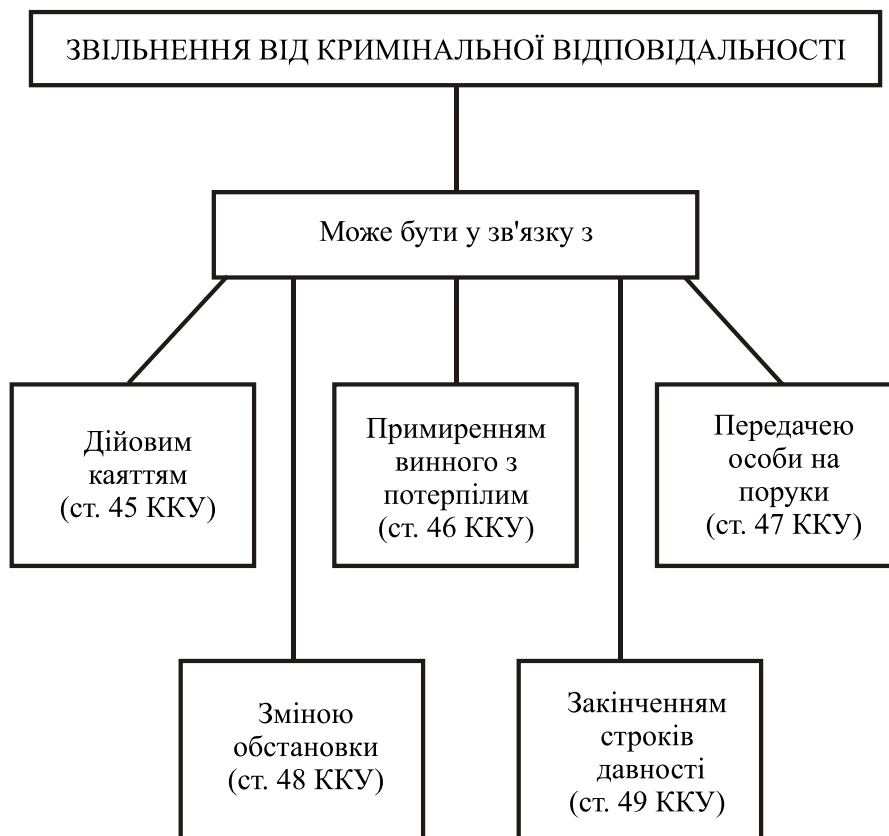 ЗВІЛЬНЕННЯ ВІД КРИМІНАЛЬНОЇ ВІДПОВІДАЛЬНОСТІ
Може бути у зв'язку з
Дійовим
каяттям
(ст. 45 ККУ)
Примиренням
винного з
потерпілим
(ст. 46 ККУ)
Передачею
особи на
поруки
(ст. 47 ККУ)
Зміною
обстановки
(ст. 48 ККУ)
Закінченням
строків
давності
(ст. 49 ККУ)